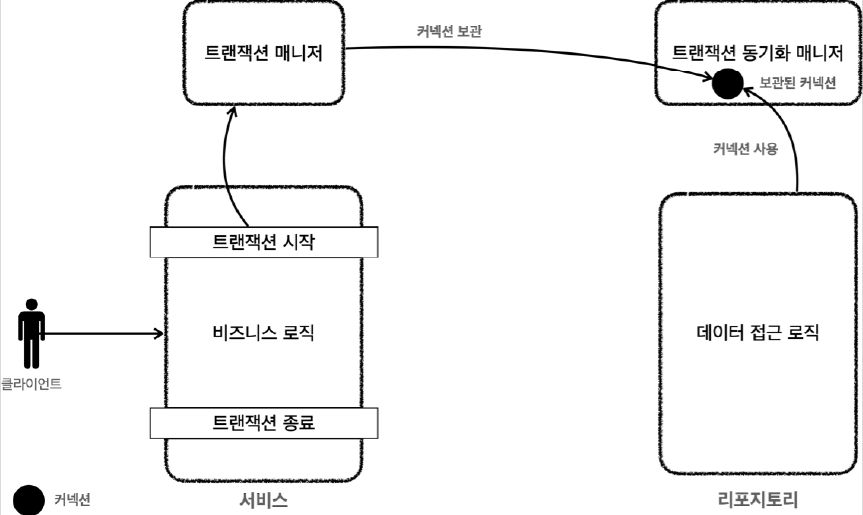 커넥션 보관
트랜잭션 매니저
트랜잭션 동기화 매니저
보관된 커넥션
커넥션 사용
트랜잭션 시작
비즈니스 로직
데이터 접근 로직
클라이언트
트랜잭션 종료
커넥션
서비스
리포지토리